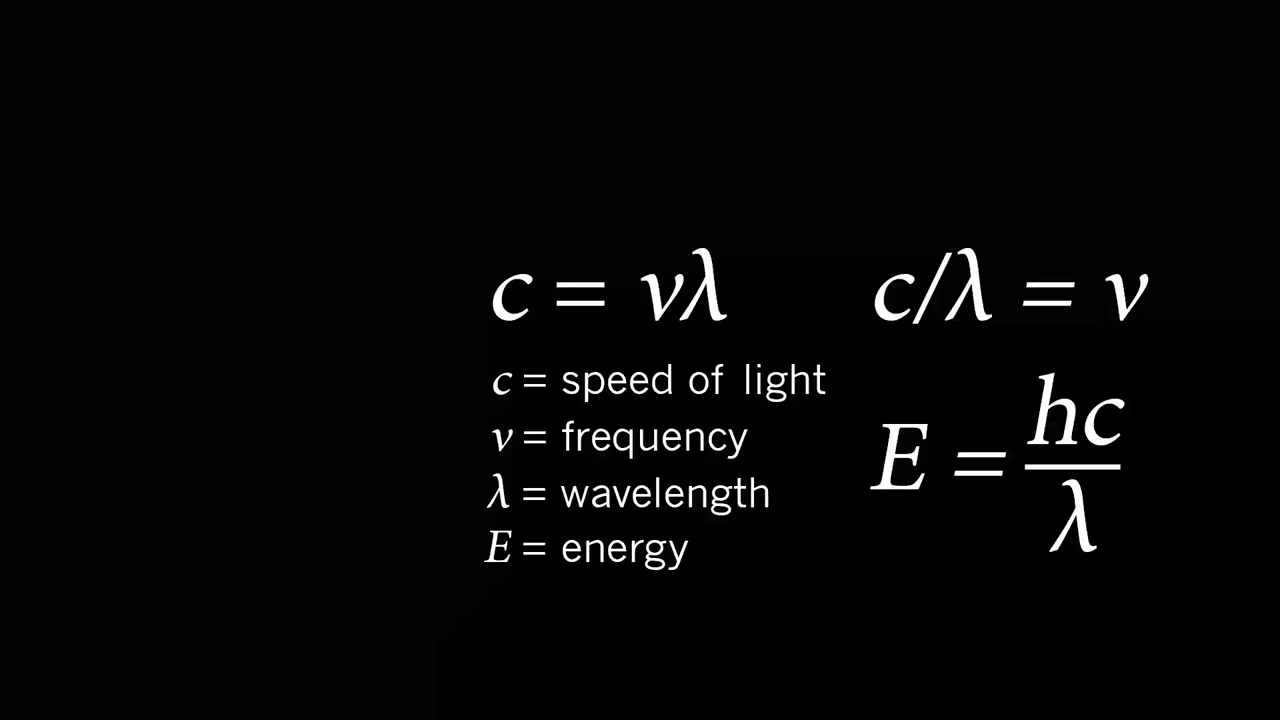 c = νλ
c/λ = ν
c = speed of light
ν = frequency
λ = wavelength
E = energy
E = hc/λ